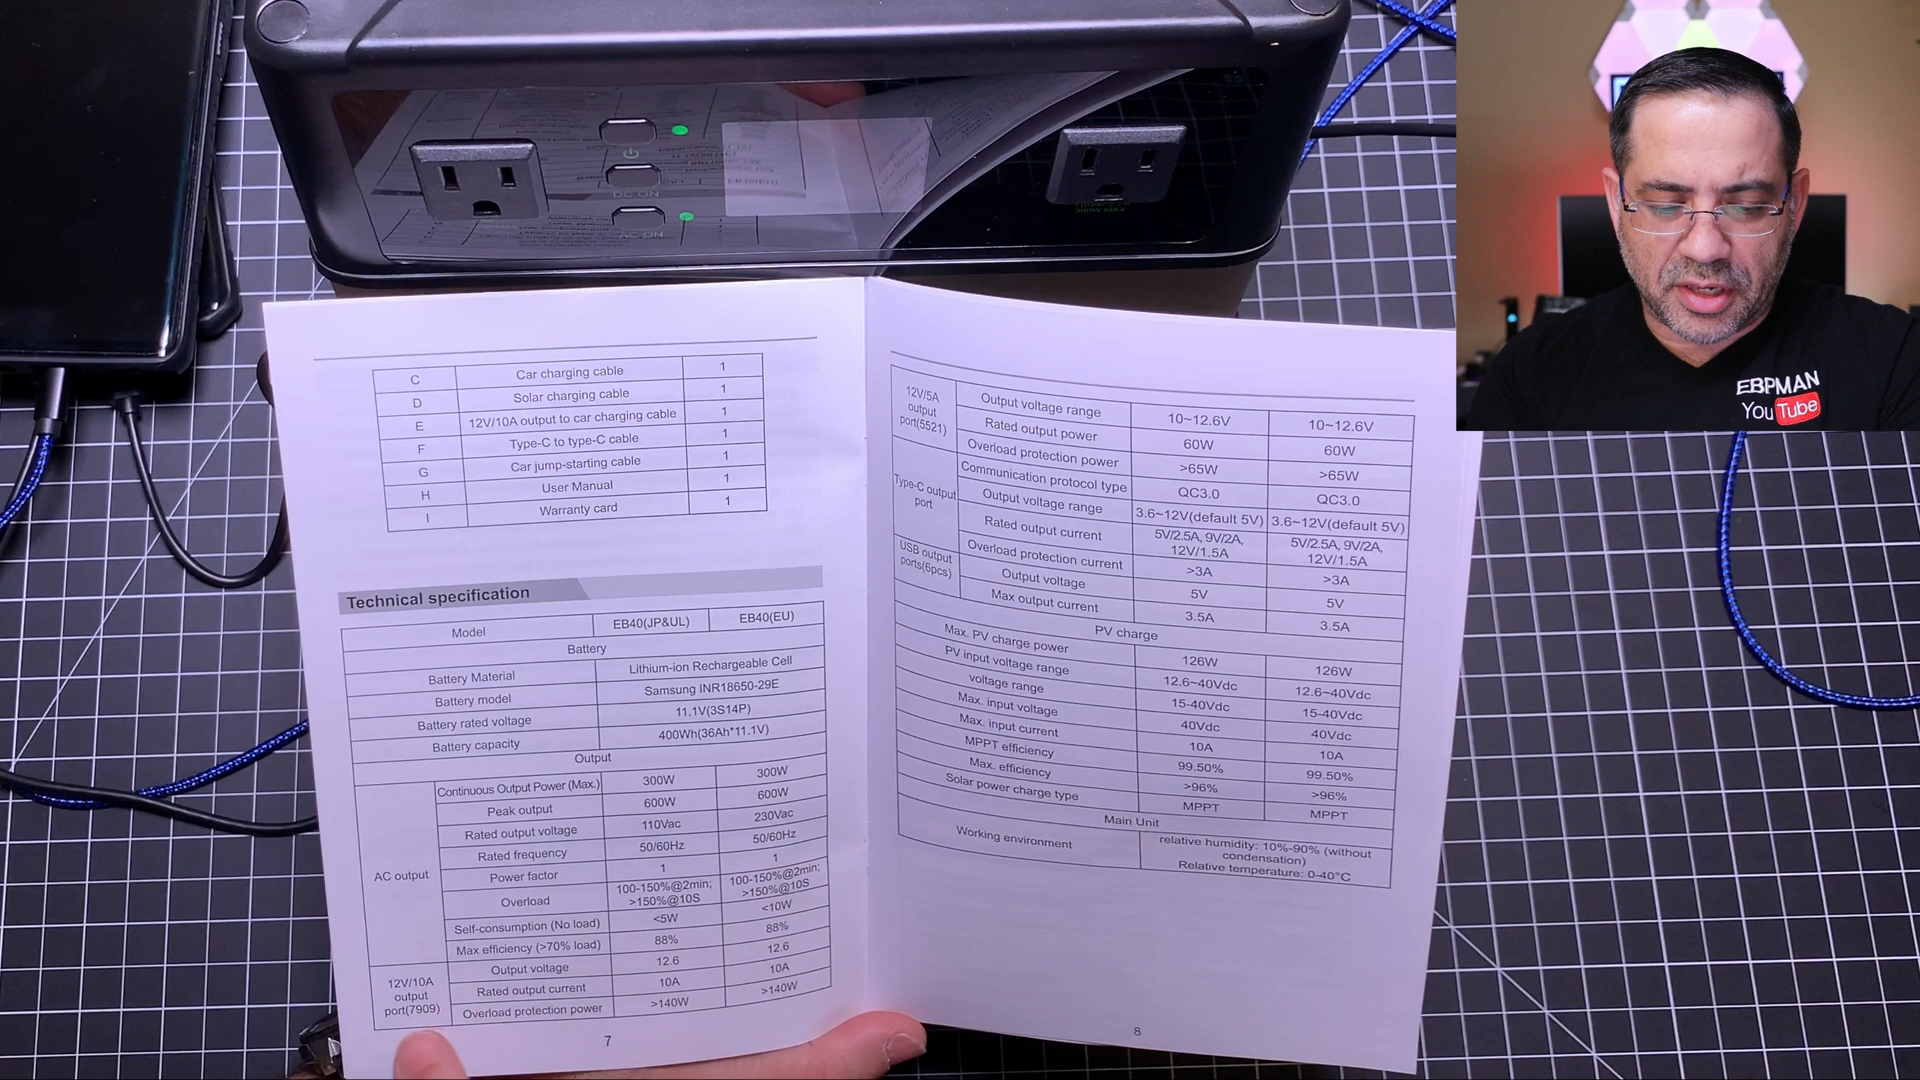 DC ON
AC ON
EBPMAN
YouTube
C Car charging cable 1
D Solar charging cable 1
E 12V/10A output to car charging cable 1
F Type-C to type-C cable 1
G Car jump-starting cable 1
H User Manual 1
I Warranty card 1
Technical specification
Model EB40(JP&UL) EB40(EU)
Battery
Battery Material Lithium-ion Rechargeable Cell
Battery model Samsung INR18650-29E
Battery rated voltage 11.1V(3S14P)
Battery capacity 400Wh(36Ah*11.1V)
Output
AC output
Continuous Output Power (Max.) 300W 300W
Peak output 600W 600W
Rated output voltage 110Vac 230Vac
Rated frequency 50/60Hz 50/60Hz
Power factor 1 1
Overload 100-150%@2min; 100-150%@2min;
>150%@10S >150%@10S
Self-consumption (No load) <5W <10W
Max efficiency (>70% load) 88% 88%
12V/10A
output
port(7909)
Output voltage 12.6 12.6
Rated output current 10A 10A
Overload protection power >140W >140W
7
12V/5A
output
port(5521)
Output voltage range 10~12.6V 10~12.6V
Rated output power 60W 60W
Overload protection power >65W >65W
Type-C output
port
Communication protocol type QC3.0 QC3.0
Output voltage range 3.6~12V(default 5V) 3.6~12V(default 5V)
Rated output current 5V/2.5A, 9V/2A, 5V/2.5A, 9V/2A,
12V/1.5A 12V/1.5A
Overload protection current >3A >3A
USB output
ports(6pcs)
Output voltage 5V 5V
Max output current 3.5A 3.5A
PV charge
Max. PV charge power 126W 126W
PV input voltage range 12.6~40Vdc 12.6~40Vdc
voltage range 15-40Vdc 15-40Vdc
Max. input voltage 40Vdc 40Vdc
Max. input current 10A 10A
MPPT efficiency 99.50% 99.50%
Max. efficiency >96% >96%
Solar power charge type MPPT MPPT
Main Unit
Working environment relative humidity: 10%-90% (without
condensation)
Relative temperature: 0-40°C
8